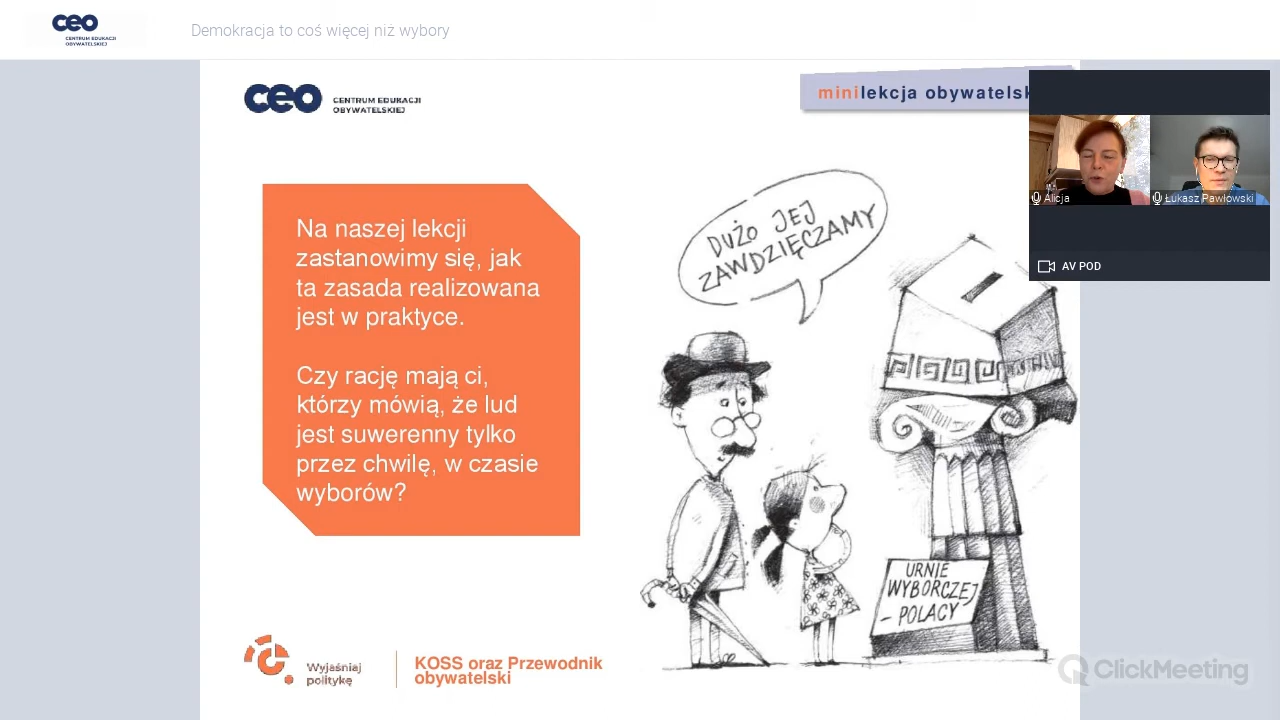 ceo
CENTRUM EDUKACJI
OBYWATELSKIEJ
Demokracja to coś więcej niż wybory
ceo
CENTRUM EDUKACJI
OBYWATELSKIEJ
minilekcja obywatelsk
Alicja
Łukasz Pawłowski
AV POD
Na naszej lekcji
zastanowimy się, jak
ta zasada realizowana
jest w praktyce.
Czy rację mają ci,
którzy mówią, że lud
jest suwerenny tylko
przez chwilę, w czasie
wyborów?
DUŻO JEJ
ZAWDZIĘCZAMY
URNIE
WYBORCZEJ
– POLACY
Wyjaśniaj
politykę
KOSS oraz Przewodnik
obywatelski
ClickMeeting